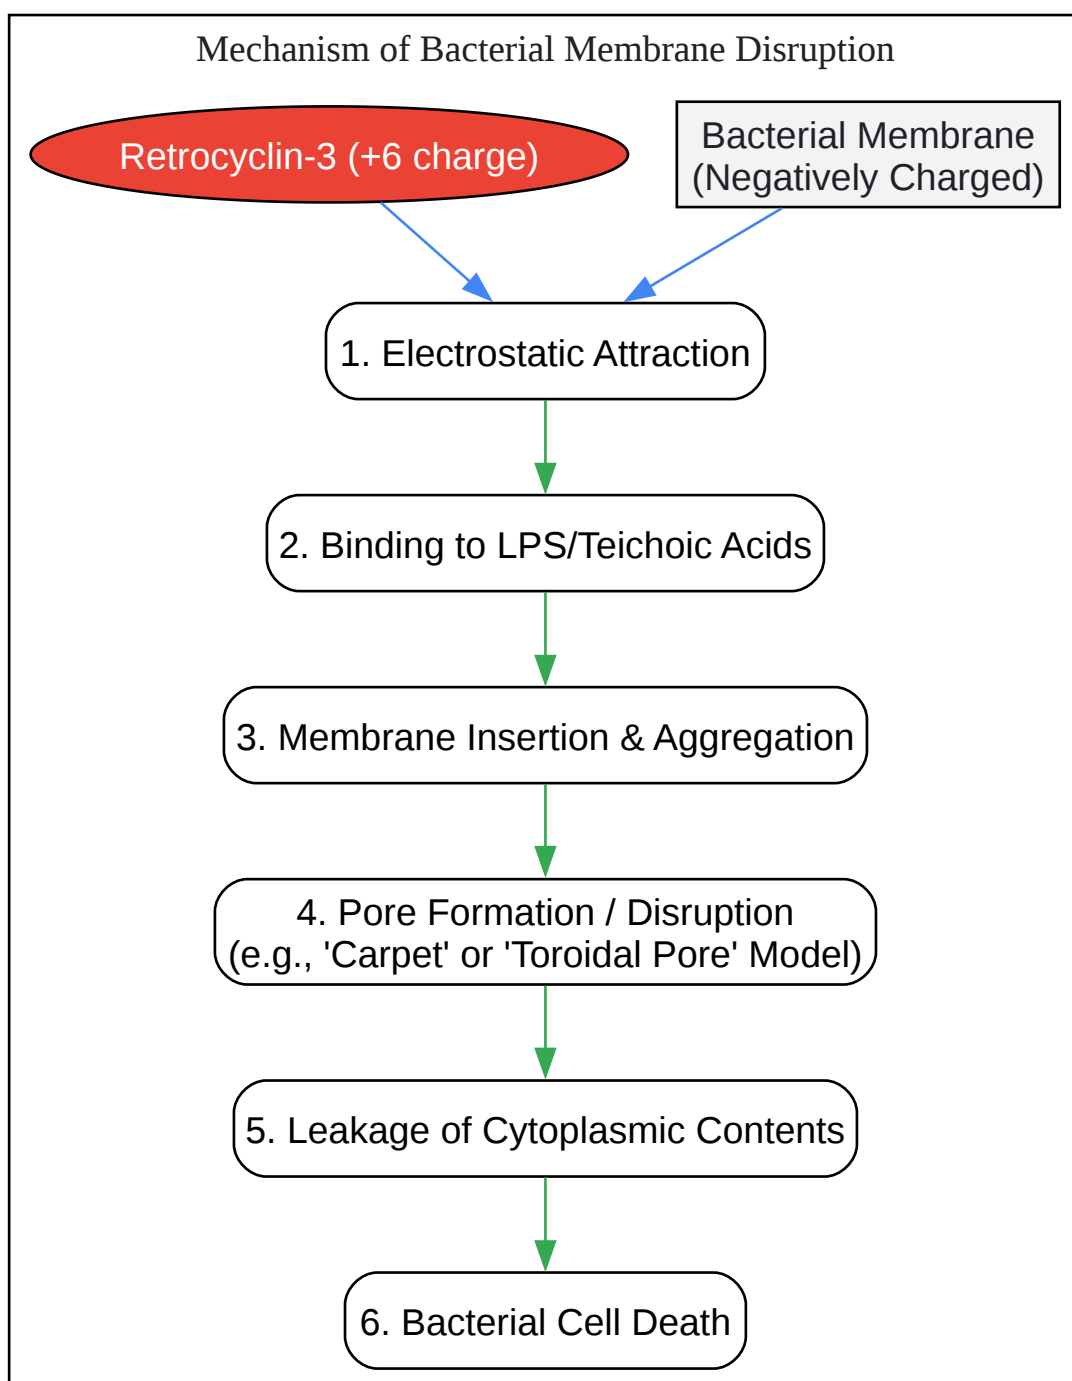 Mechanism of Bacterial Membrane Disruption
Retrocyclin-3 (+6 charge)
Bacterial Membrane
(Negatively Charged)
1. Electrostatic Attraction
2. Binding to LPS/Teichoic Acids
3. Membrane Insertion & Aggregation
4. Pore Formation / Disruption
(e.g., 'Carpet' or 'Toroidal Pore' Model)
5. Leakage of Cytoplasmic Contents
6. Bacterial Cell Death